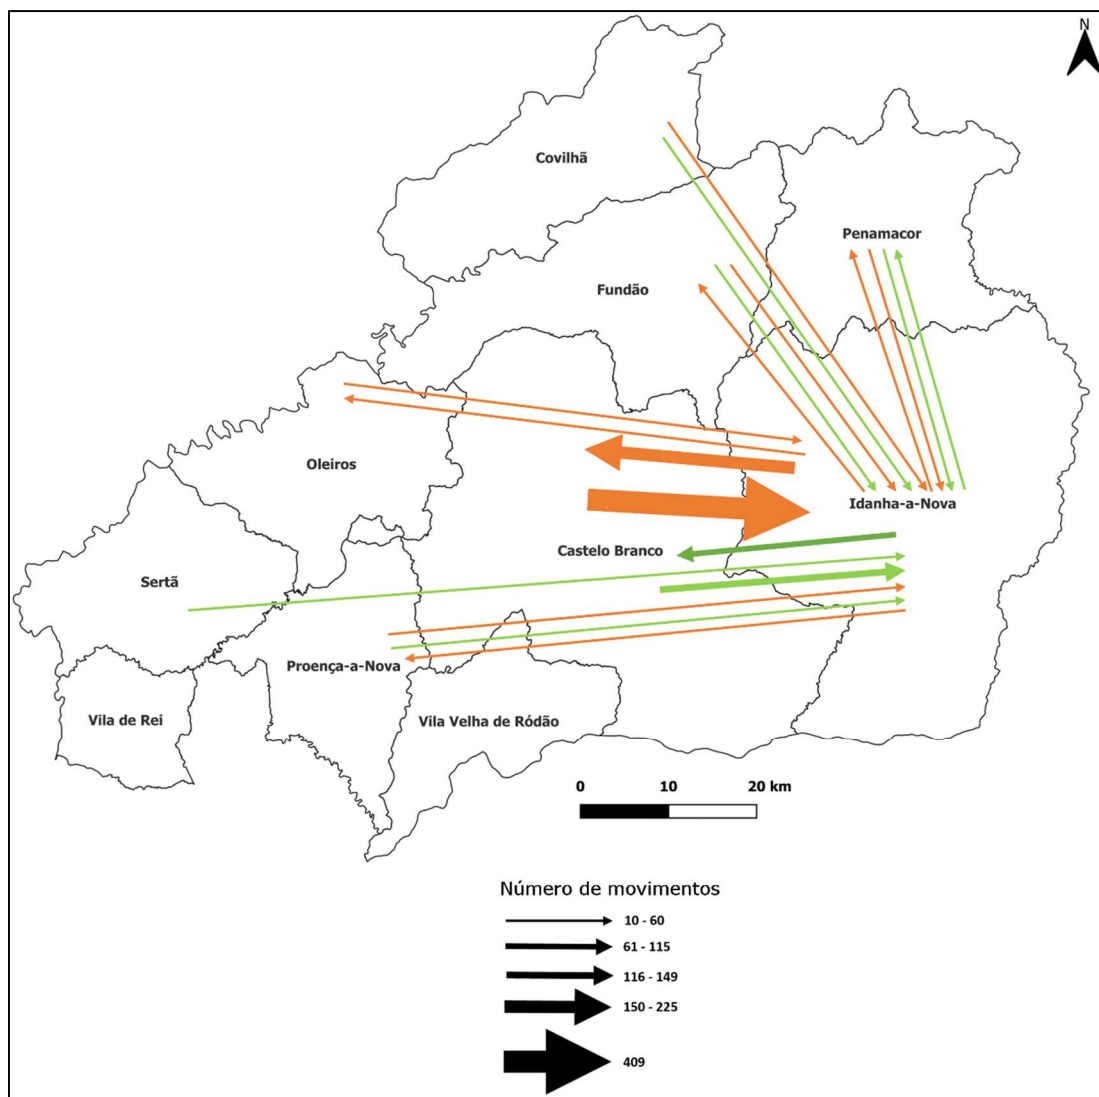 N
Covilhã
Penamacor
Fundão
Oleiros
Idanha-a-Nova
Castelo Branco
Sertã
Proença-a-Nova
Vila de Rei
Vila Velha de Ródão
0 10 20 km
Número de movimentos
10 - 60
61 - 115
116 - 149
150 - 225
409